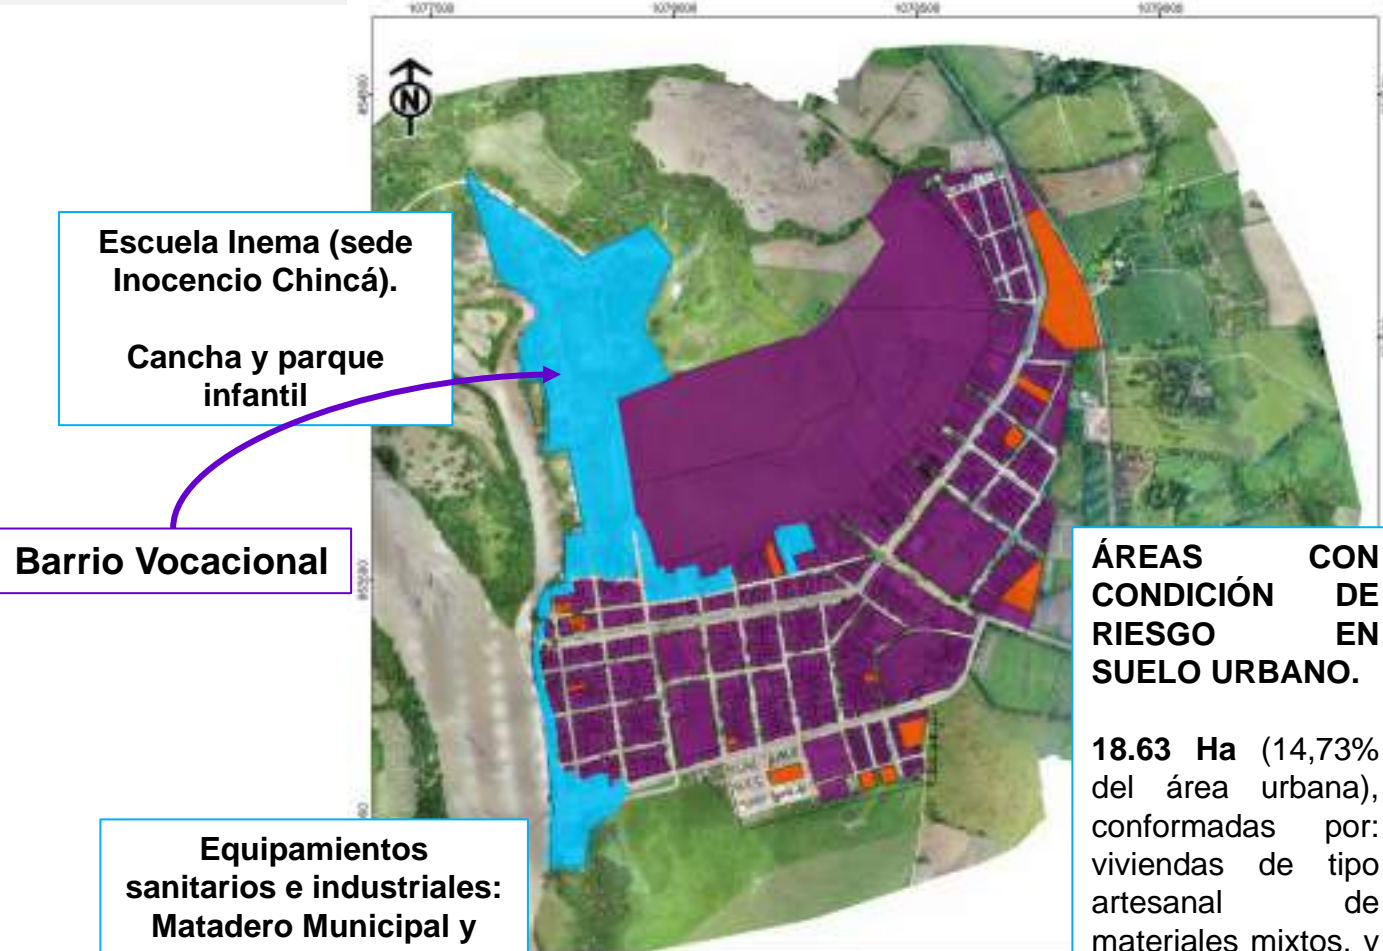 N
Escuela Inema (sede
Inocencio Chincá).
Cancha y parque
infantil
Barrio Vocacional
ÁREAS CON
CONDICIÓN DE
RIESGO EN
SUELO URBANO.
18.63 Ha (14,73%
del área urbana),
conformadas por:
viviendas de tipo
artesanal de
materiales mixtos, y
Equipamientos
sanitarios e industriales:
Matadero Municipal y